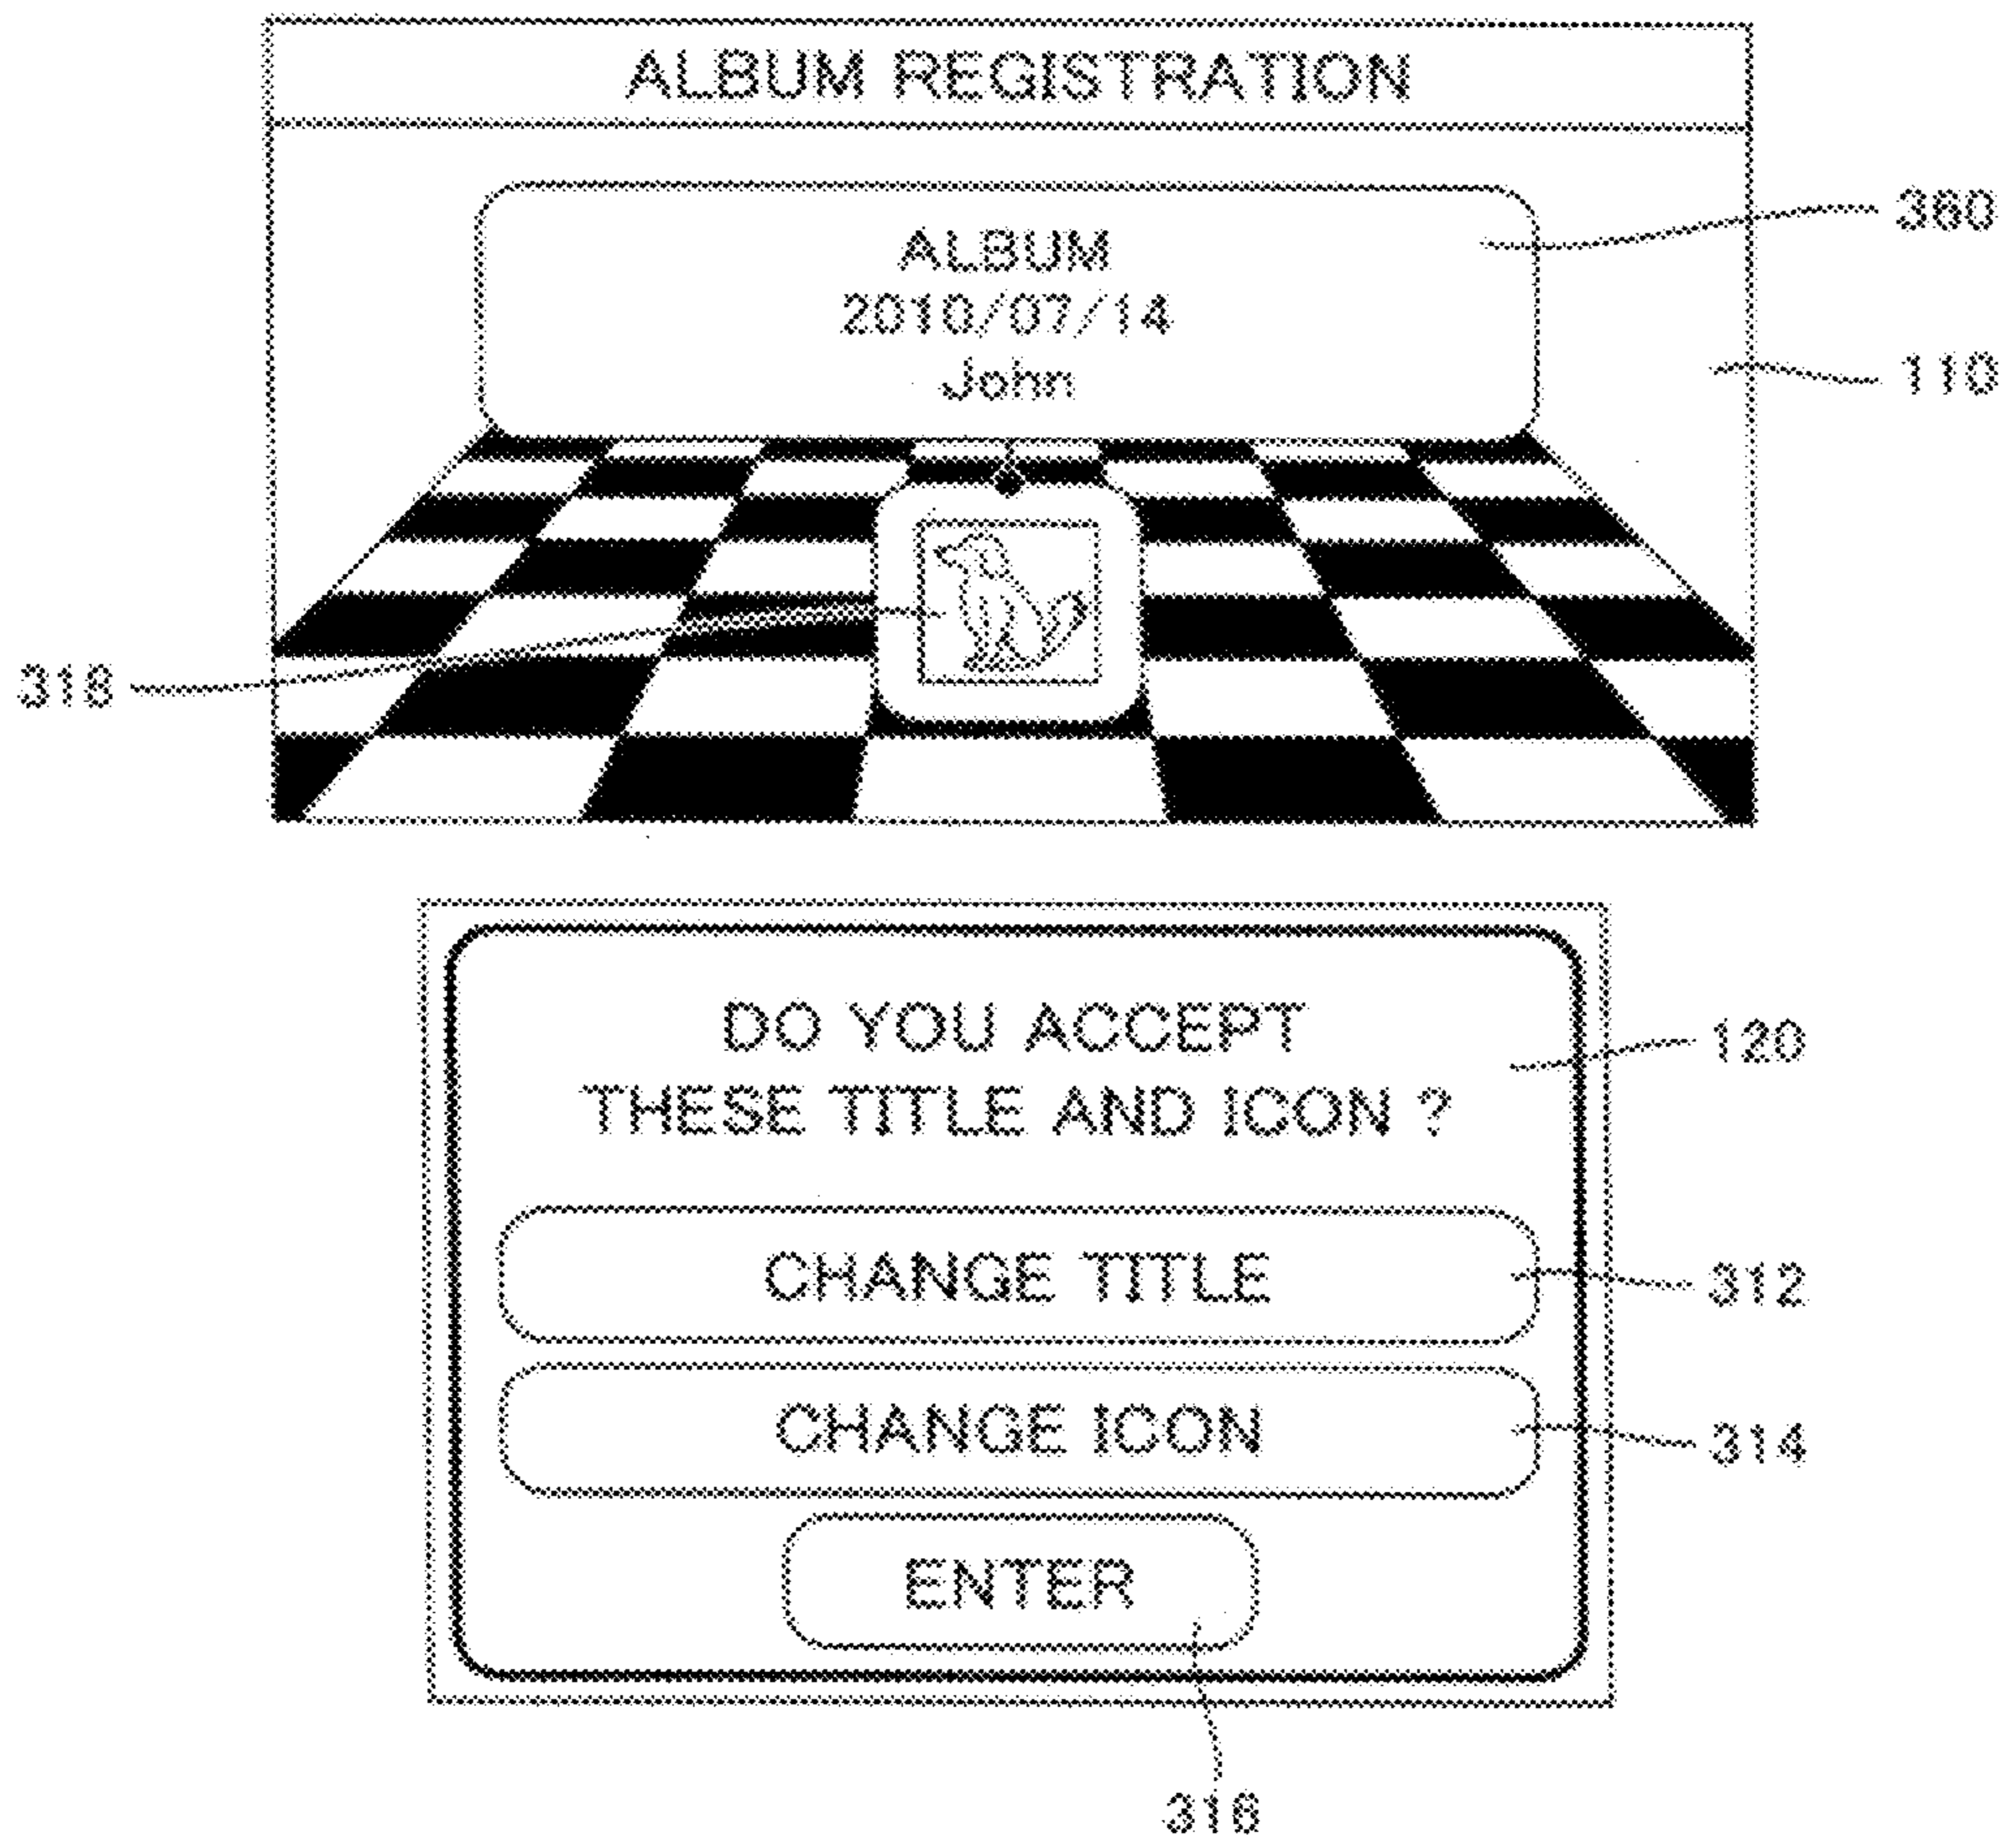 ALBUM REGISTRATION
ALBUM
2010/07/14
John
360
110
318
DO YOU ACCEPT
THESE TITLE AND ICON ?
120
CHANGE TITLE
312
CHANGE ICON
314
ENTER
316